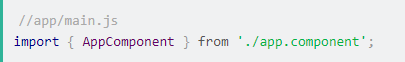 //app/main.js
import { AppComponent } from './app.component';